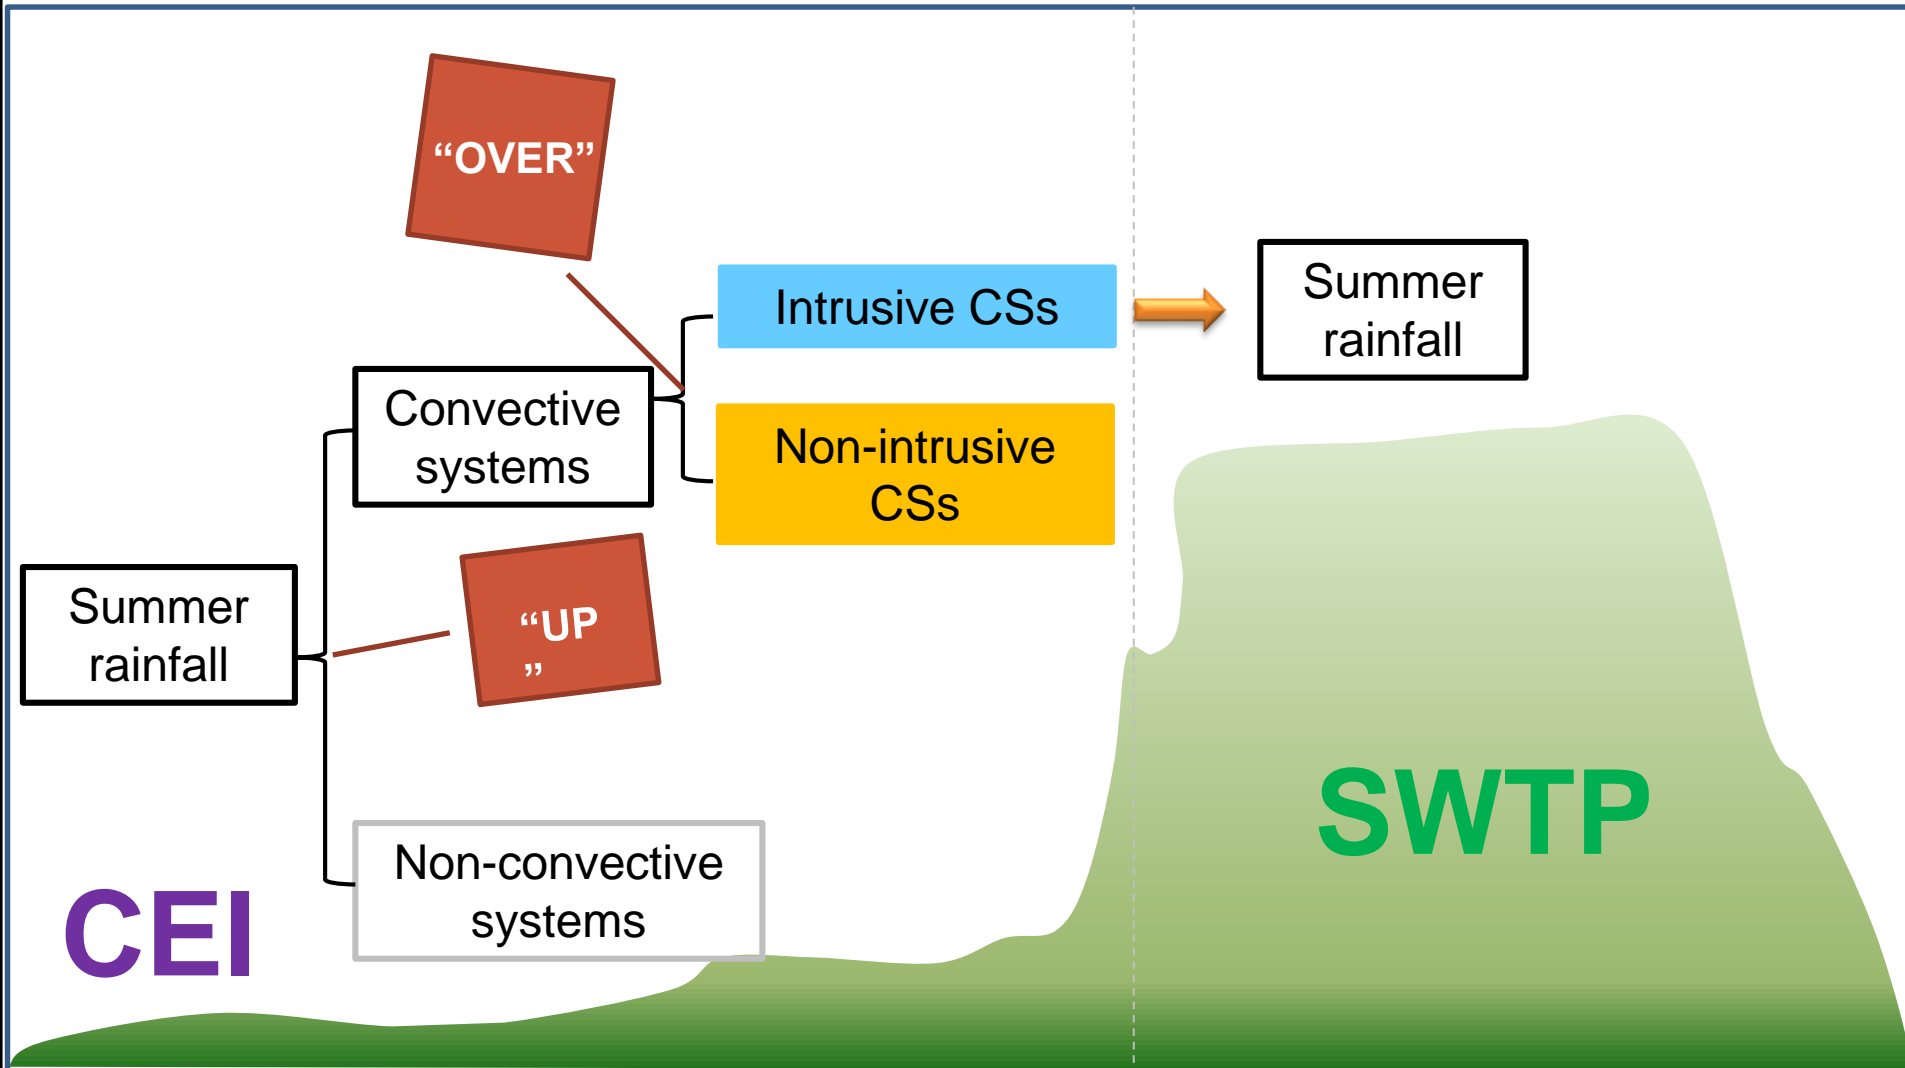 “OVER”
Intrusive CSs
Summer
rainfall
Convective
systems
Non-intrusive
CSs
Summer
rainfall
“UP
”
Non-convective
systems
CEI
SWTP